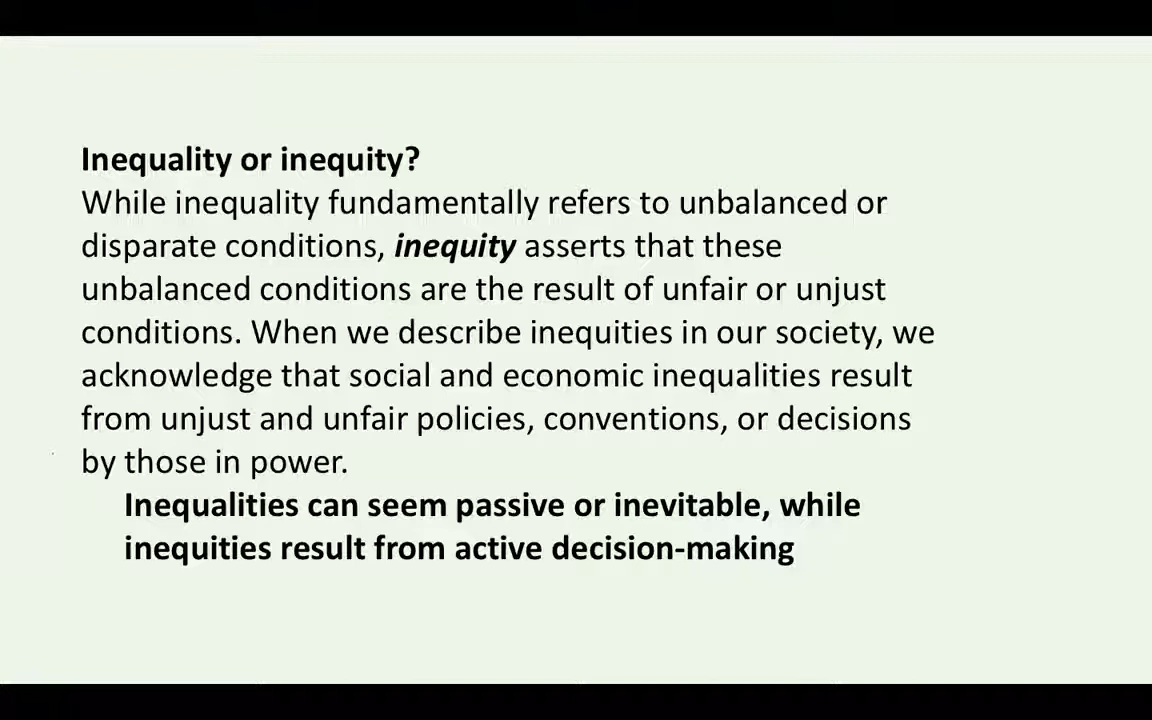 Inequality or inequity?
While inequality fundamentally refers to unbalanced or
disparate conditions, inequity asserts that these
unbalanced conditions are the result of unfair or unjust
conditions. When we describe inequities in our society, we
acknowledge that social and economic inequalities result
from unjust and unfair policies, conventions, or decisions
by those in power.
Inequalities can seem passive or inevitable, while
inequities result from active decision-making